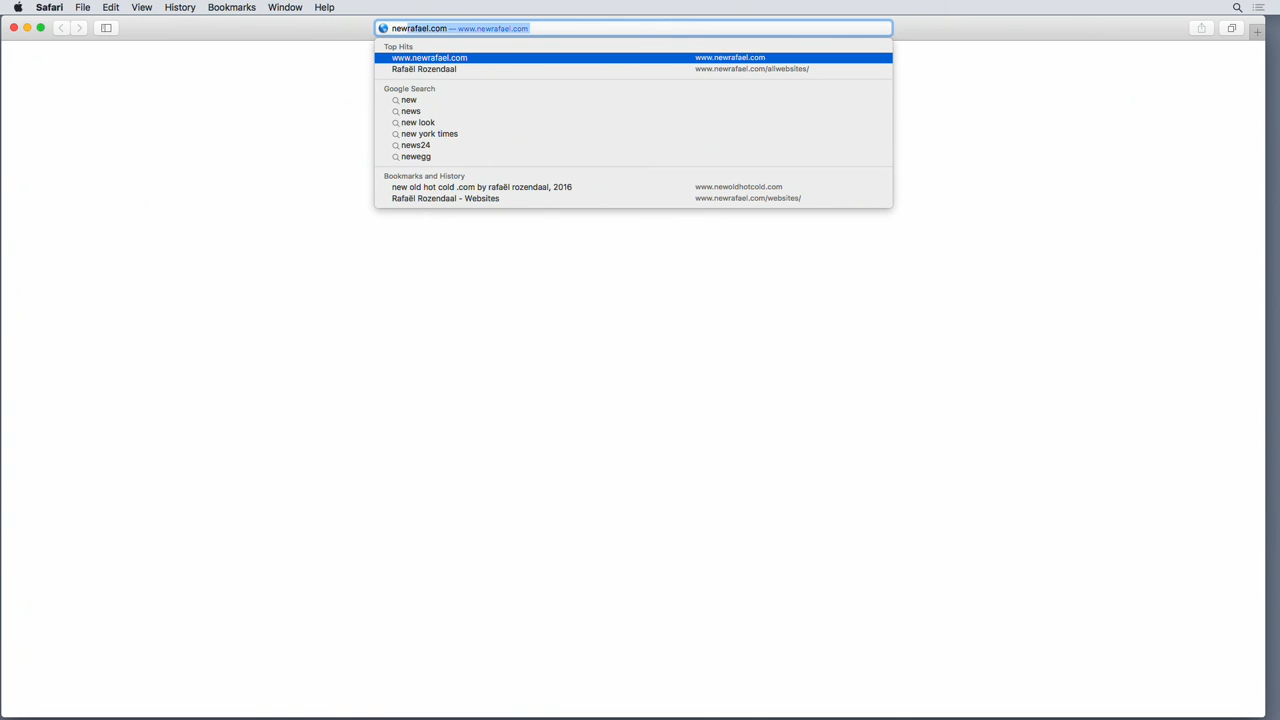 Safari File Edit View History Bookmarks Window Help
newrafael.com — www.newrafael.com
Top Hits
www.newrafael.com www.newrafael.com
Rafaël Rozendaal www.newrafael.com/allwebsites/
Google Search
new
news
new look
new york times
news24
newegg
Bookmarks and History
new old hot cold .com by rafaël rozendaal, 2016 www.newoldhotcold.com
Rafaël Rozendaal - Websites www.newrafael.com/websites/